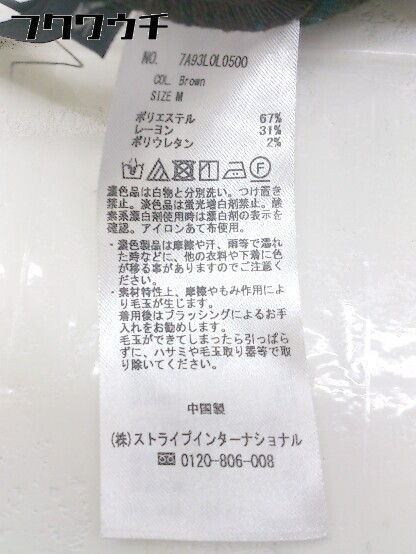 フクワウチ
NO. 7A93L0L0500
COL. Brown
SIZE M
ポリエステル 67%
レーヨン 31%
ポリウレタン 2%
濃色品は白物と分別洗い。つけ置き
禁止。淡色品は蛍光増白剤禁止。酸
素系漂白剤使用時は漂白剤の表示を
確認。アイロンあて布使用。
・濃色製品は摩擦や汗、雨等で濡れ
た時などに、他の衣料や下着に色
が移る事がありますのでご注意く
ださい。
・素材特性上、摩擦やもみ作用によ
り毛玉が生じます。
着用後はブラッシングによるお手
入れをお勧めします。
毛玉ができてしまったら引っぱら
ずに、ハサミや毛玉取り器等で取
り除いてください。
中国製
(株)ストライプインターナショナル
0120-806-008